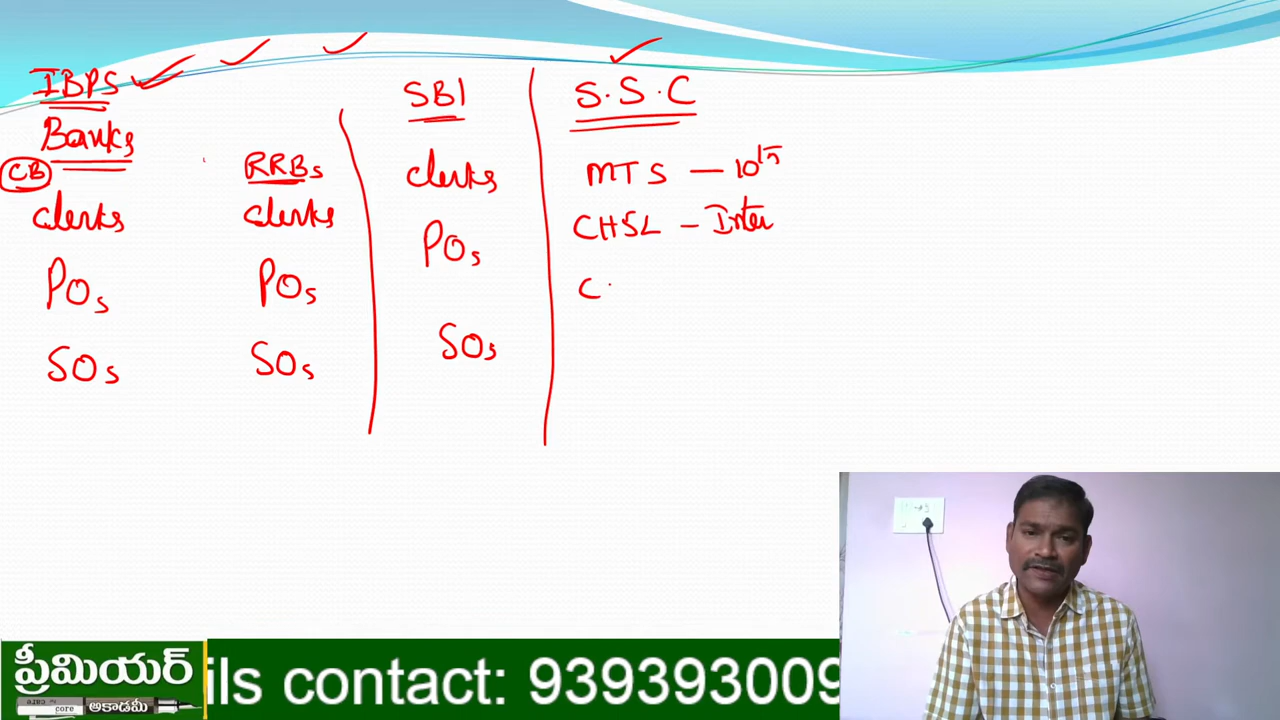 IBPS
Banks
CB
clerks
POs
SOs
RRBs
clerks
POs
SOs
SBI
clerks
POs
SOs
S.S.C
MTS — 10th
CHSL – Inter
C.
ప్రీమియర్
అకాడమీ
ils contact: 939393009